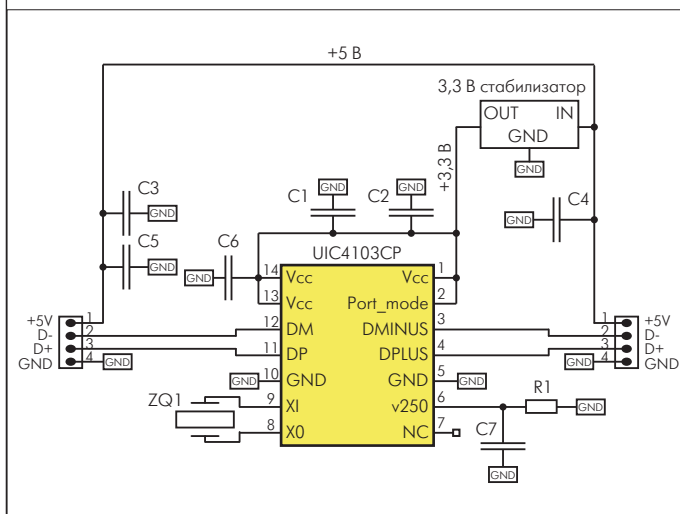 +5 В
3,3 В стабилизатор
OUT IN
GND
GND
+3,3 В
C3
GND
C5
GND
C1
GND
C2
GND
C4
GND
C6
GND
UIC4103CP
14 Vcc Vcc 1
13 Vcc Port_mode 2
12 DM DMINUS 3
11 DP DPLUS 4
GND 10 GND GND 5 GND
9 XI v250 6
8 X0 NC 7
+5V 1
D- 2
D+ 3
GND 4 GND
1 +5V
2 D-
3 D+
GND 4 GND
ZQ1
R1
GND
C7
GND